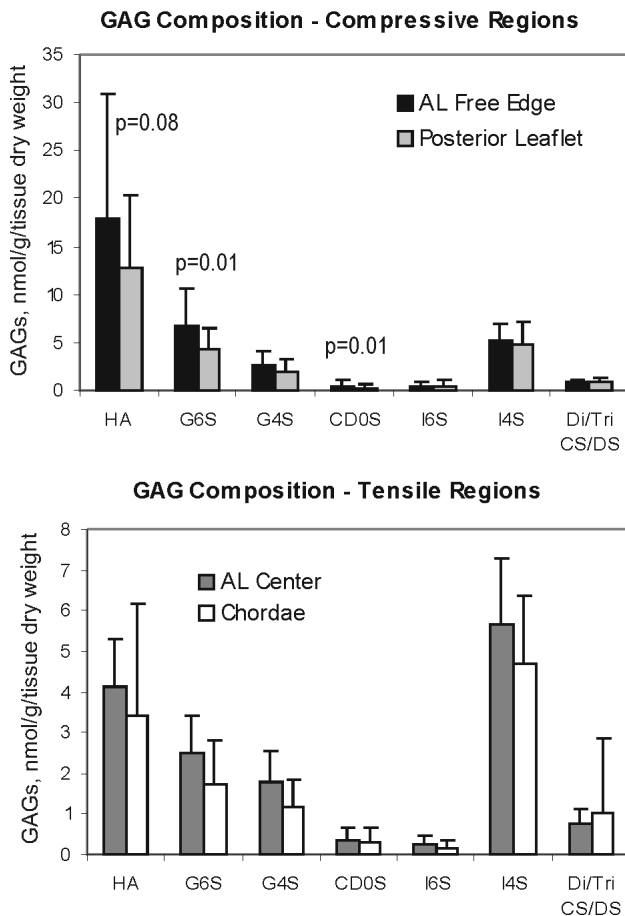 GAG Composition - Compressive Regions
GAGs, nmol/g/tissue dry weight
35
30
25
20
15
10
5
0
p=0.08
p=0.01
p=0.01
AL Free Edge
Posterior Leaflet
HA G6S G4S CD0S I6S I4S Di/Tri
CS/DS
GAG Composition - Tensile Regions
GAGs, nmol/g/tissue dry weight
8
7
6
5
4
3
2
1
0
AL Center
Chordae
HA G6S G4S CD0S I6S I4S Di/Tri
CS/DS